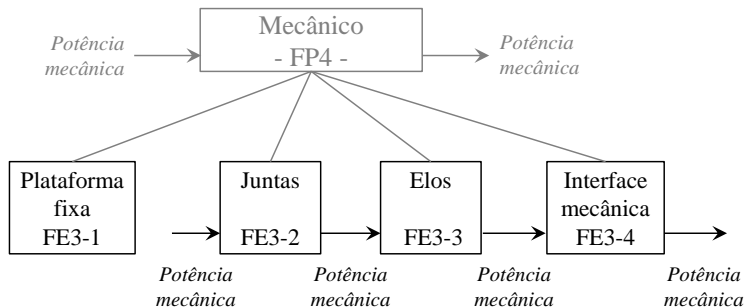 Mecânico
- FP4 -
Potência
mecânica
Potência
mecânica
Plataforma
fixa
FE3-1
Juntas
FE3-2
Elos
FE3-3
Interface
mecânica
FE3-4
Potência
mecânica
Potência
mecânica
Potência
mecânica
Potência
mecânica